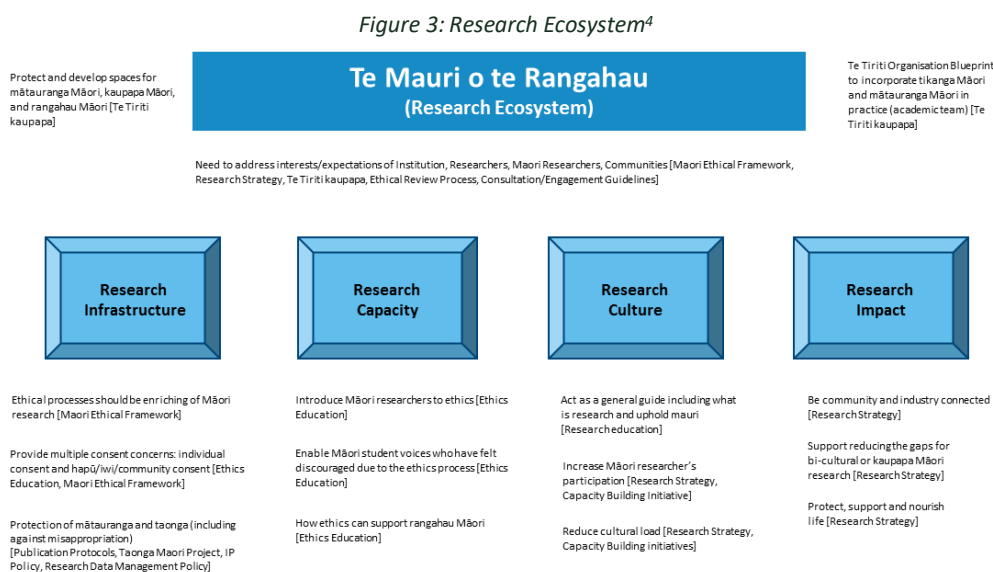 Figure 3: Research Ecosystem⁴
Protect and develop spaces for
mātauranga Māori, kaupapa Māori,
and rangahau Māori [Te Tiriti
kaupapa]
Te Mauri o te Rangahau
(Research Ecosystem)
Te Tiriti Organisation Blueprint
to incorporate tikanga Māori
and mātauranga Māori in
practice (academic team) [Te
Tiriti kaupapa]
Need to address interests/expectations of Institution, Researchers, Maori Researchers, Communities [Maori Ethical Framework,
Research Strategy, Te Tiriti kaupapa, Ethical Review Process, Consultation/Engagement Guidelines]
Research
Infrastructure
Ethical processes should be enriching of Māori
research [Maori Ethical Framework]
Provide multiple consent concerns: individual
consent and hapū/iwi/community consent [Ethics
Education, Maori Ethical Framework]
Protection of mātauranga and taonga (including
against misappropriation)
[Publication Protocols, Taonga Maori Project, IP
Policy, Research Data Management Policy]
Research
Capacity
Introduce Māori researchers to ethics [Ethics
Education]
Enable Māori student voices who have felt
discouraged due to the ethics process [Ethics
Education]
How ethics can support rangahau Māori
[Ethics Education]
Research
Culture
Act as a general guide including what
is research and uphold mauri
[Research education]
Increase Māori researcher's
participation [Research Strategy,
Capacity Building Initiative]
Reduce cultural load [Research Strategy,
Capacity Building initiatives]
Research
Impact
Be community and industry connected
[Research Strategy]
Support reducing the gaps for
bi-cultural or kaupapa Māori
research [Research Strategy]
Protect, support and nourish
life [Research Strategy]